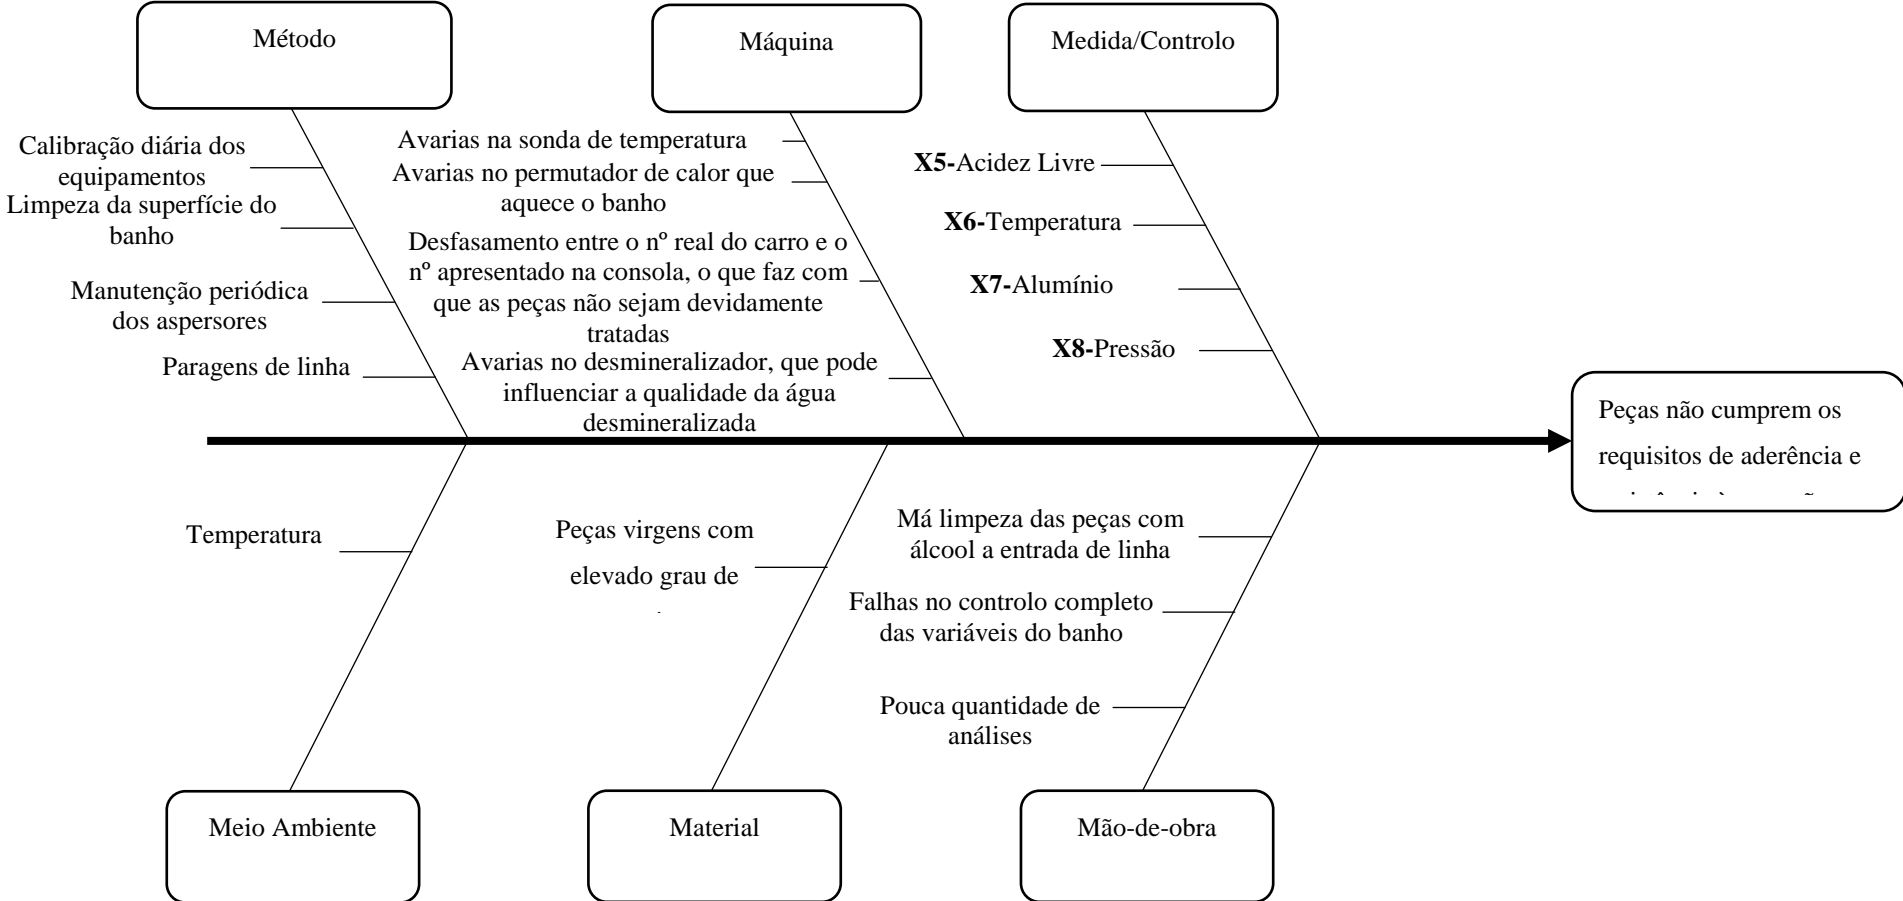 Método
Máquina
Medida/Controlo
Calibração diária dos
equipamentos
Limpeza da superfície do
banho
Manutenção periódica
dos aspersores
Paragens de linha
Avarias na sonda de temperatura
Avarias no permutador de calor que
aquece o banho
Desfasamento entre o nº real do carro e o
nº apresentado na consola, o que faz com
que as peças não sejam devidamente
tratadas
Avarias no desmineralizador, que pode
influenciar a qualidade da água
desmineralizada
X5-Acidez Livre
X6-Temperatura
X7-Alumínio
X8-Pressão
Peças não cumprem os
requisitos de aderência e
Temperatura
Peças virgens com
elevado grau de
Má limpeza das peças com
álcool a entrada de linha
Falhas no controlo completo
das variáveis do banho
Pouca quantidade de
análises
Meio Ambiente
Material
Mão-de-obra